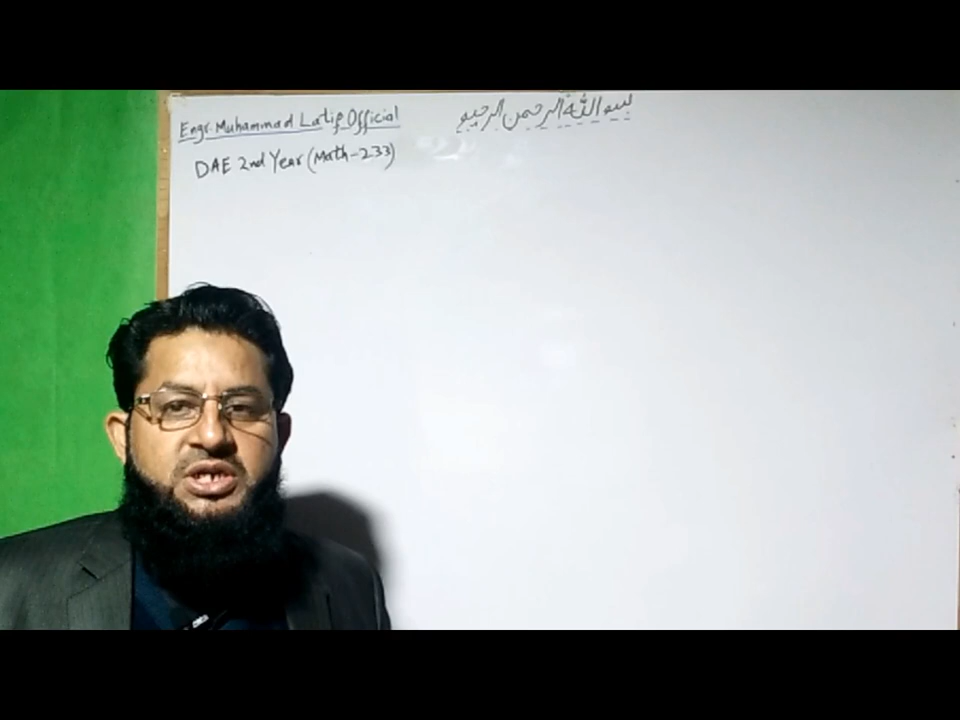 Engr. Muhammad Latif Official
بسم اللہ الرحمن الرحیم
DAE 2nd Year (Math-233)